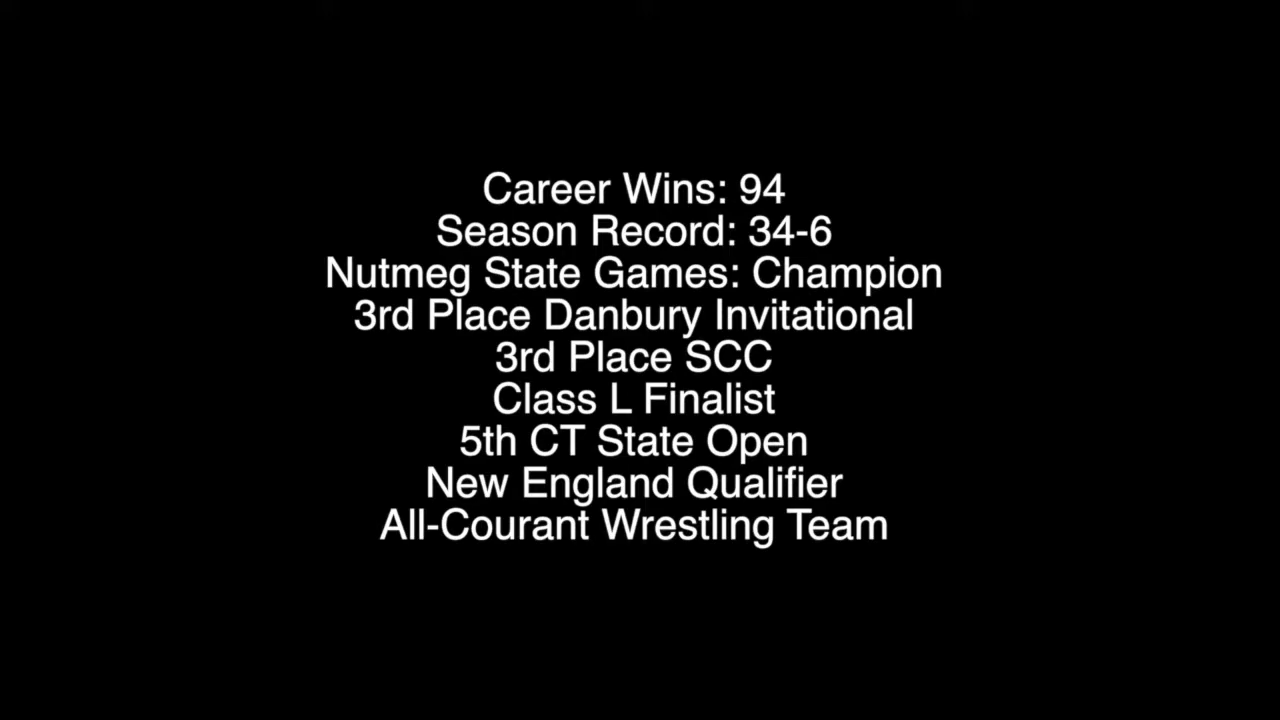 Career Wins: 94
Season Record: 34-6
Nutmeg State Games: Champion
3rd Place Danbury Invitational
3rd Place SCC
Class L Finalist
5th CT State Open
New England Qualifier
All-Courant Wrestling Team